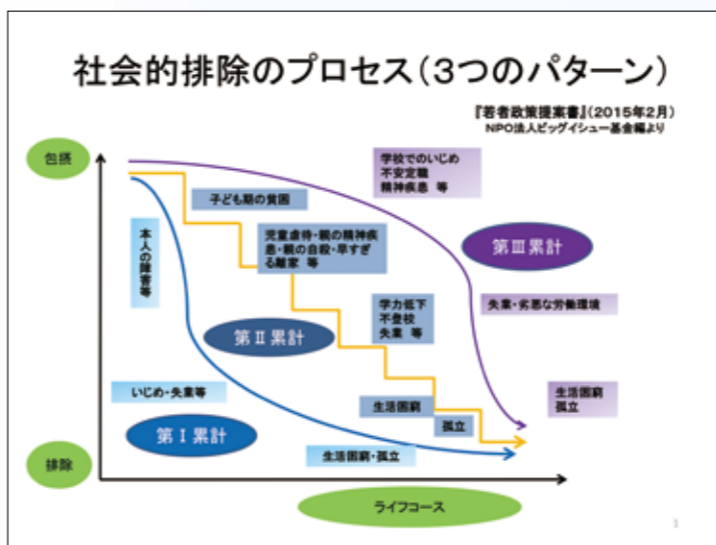 社会的排除のプロセス(3つのパターン)
『若者政策提案書』(2015年2月)
NPO法人ビッグイシュー基金編より
包摂
学校でのいじめ
不安定職
精神疾患 等
子ども期の貧困
本人の障害等
児童虐待・親の精神疾
患・親の自殺・早すぎ
る離家 等
第Ⅲ累計
学力低下
不登校
失業 等
失業・劣悪な労働環境
第Ⅱ累計
いじめ・失業等
生活困窮
生活困窮
孤立
孤立
第Ⅰ累計
生活困窮・孤立
排除
ライフコース
1